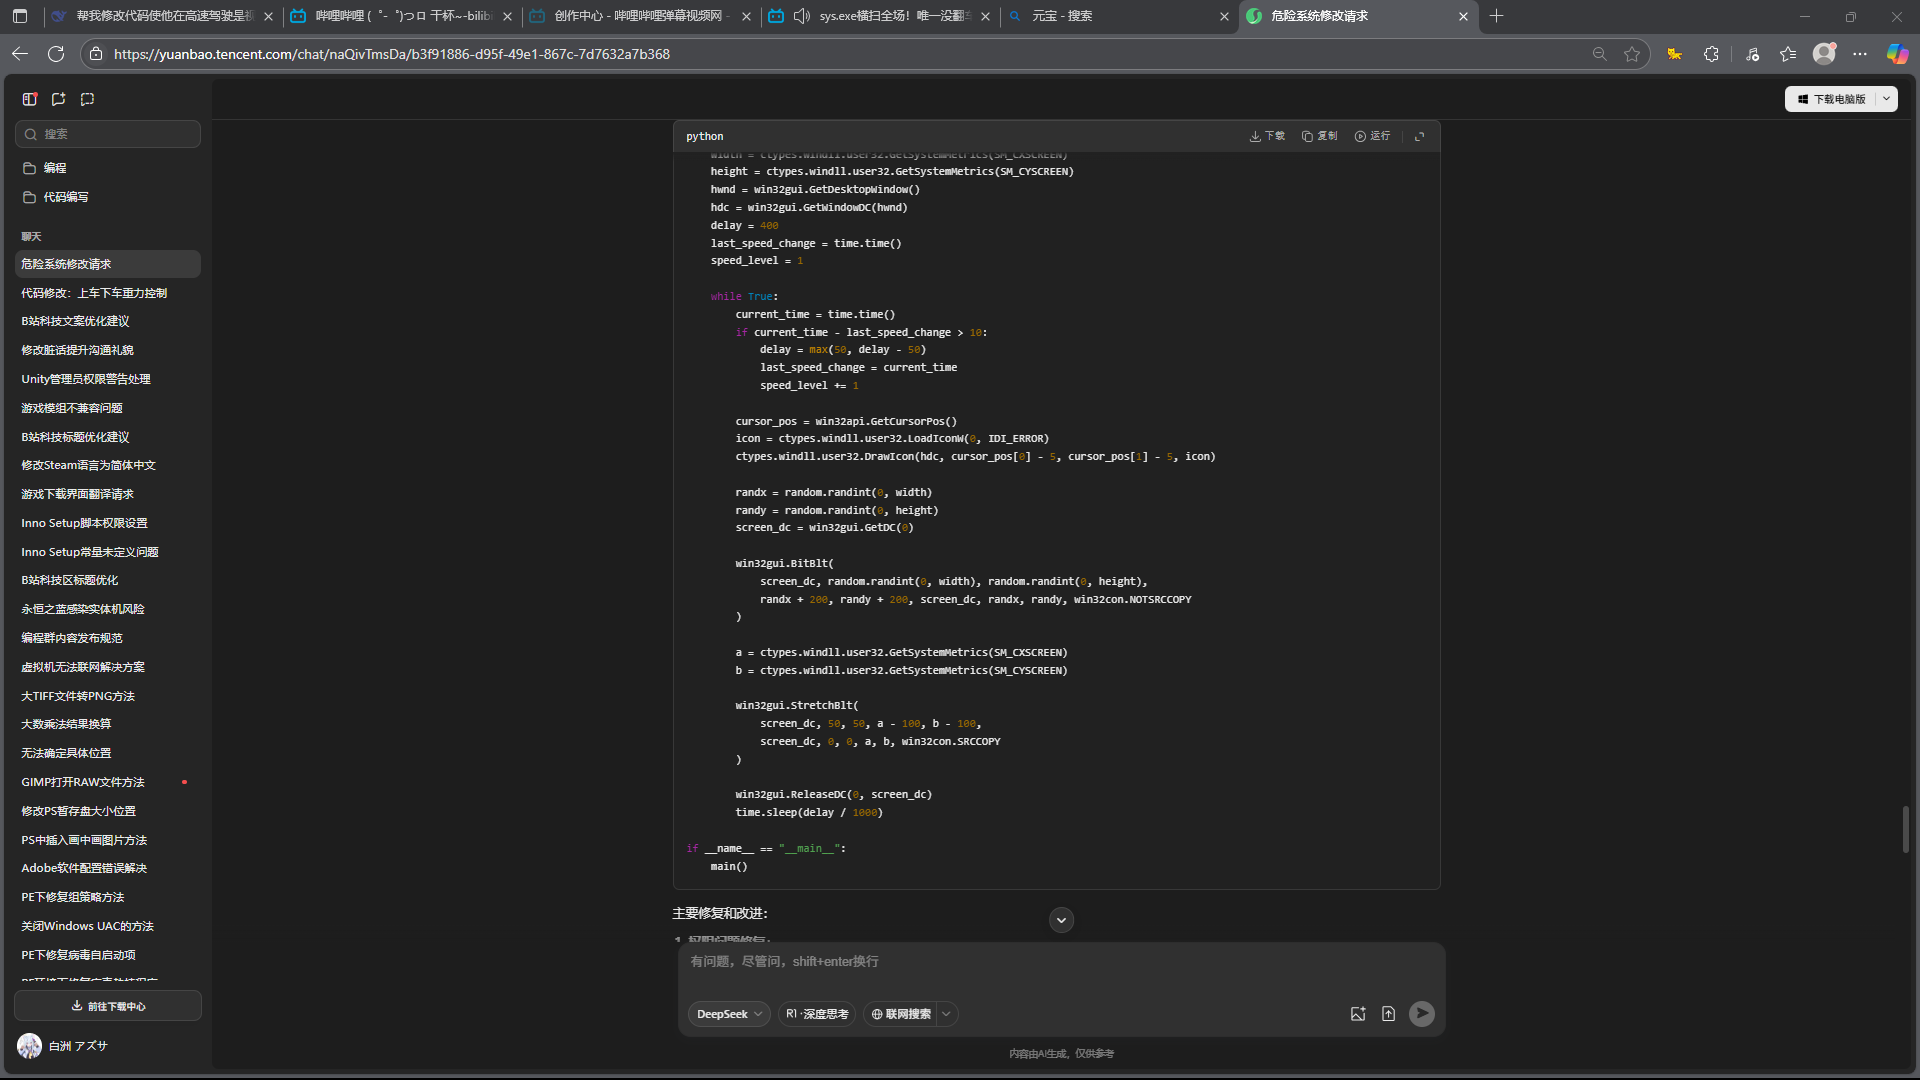 帮我修改代码使他在高速驾驶是视
哔哩哔哩 (゜-゜)つロ 干杯~-bilibi
创作中心 - 哔哩哔哩弹幕视频网 -
sys.exe横扫全场！唯一没翻车
元宝 - 搜索
危险系统修改请求
https://yuanbao.tencent.com/chat/naQivTmsDa/b3f91886-d95f-49e1-867c-7d7632a7b368
下载电脑版
搜索
编程
代码编写
聊天
危险系统修改请求
代码修改：上车下车重力控制
B站科技文案优化建议
修改脏话提升沟通礼貌
Unity管理员权限警告处理
游戏模组不兼容问题
B站科技标题优化建议
修改Steam语言为简体中文
游戏下载界面翻译请求
Inno Setup脚本权限设置
Inno Setup常量未定义问题
B站科技区标题优化
永恒之蓝感染实体机风险
编程群内容发布规范
虚拟机无法联网解决方案
大TIFF文件转PNG方法
大数乘法结果换算
无法确定具体位置
GIMP打开RAW文件方法
修改PS暂存盘大小位置
PS中插入画中画图片方法
Adobe软件配置错误解决
PE下修复组策略方法
关闭Windows UAC的方法
PE下修复病毒自启动项
前往下载中心
白洲 アズサ
python
下载 复制 运行
width = ctypes.windll.user32.GetSystemMetrics(SM_CXSCREEN)
height = ctypes.windll.user32.GetSystemMetrics(SM_CYSCREEN)
hwnd = win32gui.GetDesktopWindow()
hdc = win32gui.GetWindowDC(hwnd)
delay = 400
last_speed_change = time.time()
speed_level = 1
while True:
current_time = time.time()
if current_time - last_speed_change > 10:
delay = max(50, delay - 50)
last_speed_change = current_time
speed_level += 1
cursor_pos = win32api.GetCursorPos()
icon = ctypes.windll.user32.LoadIconW(0, IDI_ERROR)
ctypes.windll.user32.DrawIcon(hdc, cursor_pos[0] - 5, cursor_pos[1] - 5, icon)
randx = random.randint(0, width)
randy = random.randint(0, height)
screen_dc = win32gui.GetDC(0)
win32gui.BitBlt(
screen_dc, random.randint(0, width), random.randint(0, height),
randx + 200, randy + 200, screen_dc, randx, randy, win32con.NOTSRCCOPY
)
a = ctypes.windll.user32.GetSystemMetrics(SM_CXSCREEN)
b = ctypes.windll.user32.GetSystemMetrics(SM_CYSCREEN)
win32gui.StretchBlt(
screen_dc, 50, 50, a - 100, b - 100,
screen_dc, 0, 0, a, b, win32con.SRCCOPY
)
win32gui.ReleaseDC(0, screen_dc)
time.sleep(delay / 1000)
if __name__ == "__main__":
main()
主要修复和改进：
1. 权限问题修复：
有问题，尽管问，shift+enter换行
DeepSeek
R1·深度思考
联网搜索
内容由AI生成，仅供参考